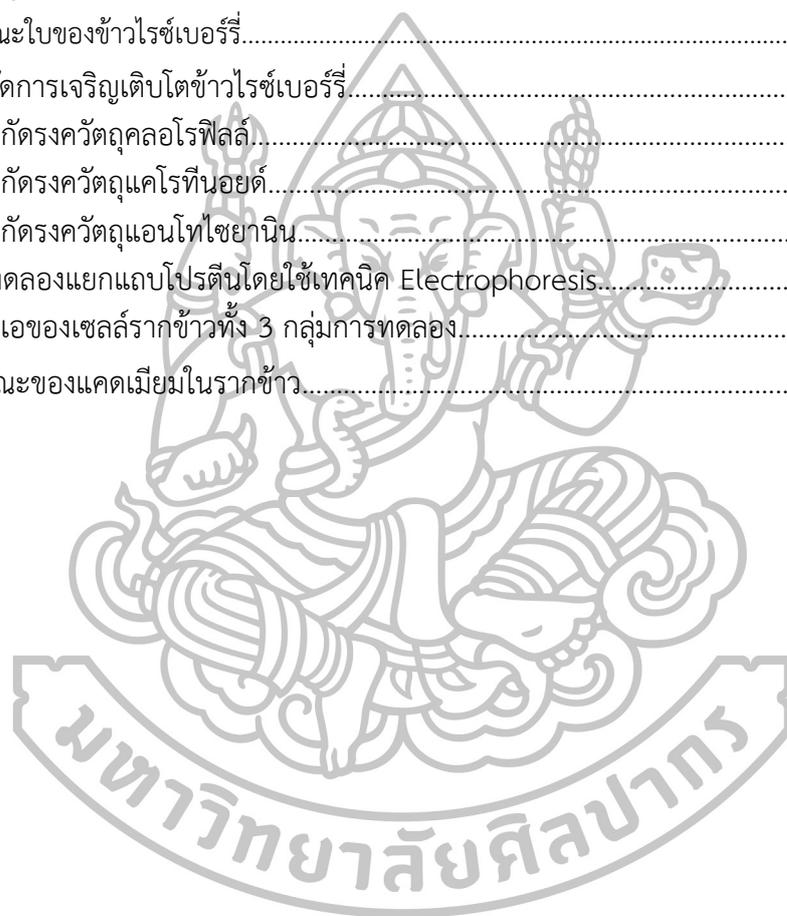 ณะใบของข้าวไรซ์เบอร์รี่
ัดการเจริญเติบโตข้าวไรซ์เบอร์รี่
กัดรงควัตถุคลอโรฟิลล์
กัดรงควัตถุแคโรทีนอยด์
กัดรงควัตถุแอนโทไซยานิน
ทดลองแยกแถบโปรตีนโดยใช้เทคนิค Electrophoresis
เอของเซลล์รากข้าวทั้ง 3 กลุ่มการทดลอง
ณะของแคดเมียมในรากข้าว
มหาวิทยาลัยศิลปากร